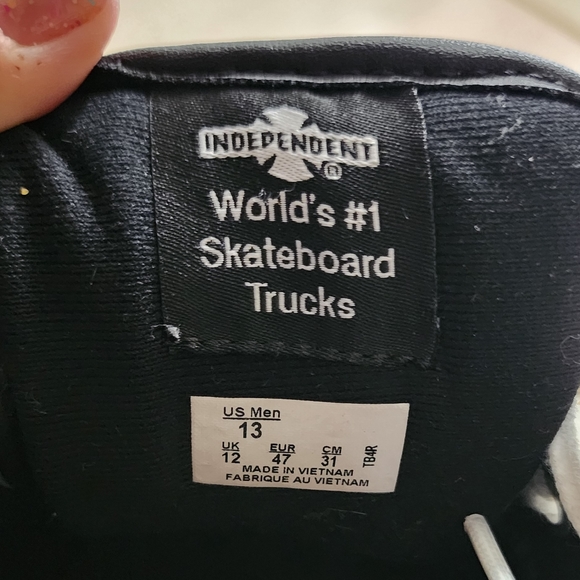 INDEPENDENT
®
World's #1
Skateboard
Trucks
US Men
13
UK EUR CM
12 47 31
TB4R
MADE IN VIETNAM
FABRIQUE AU VIETNAM